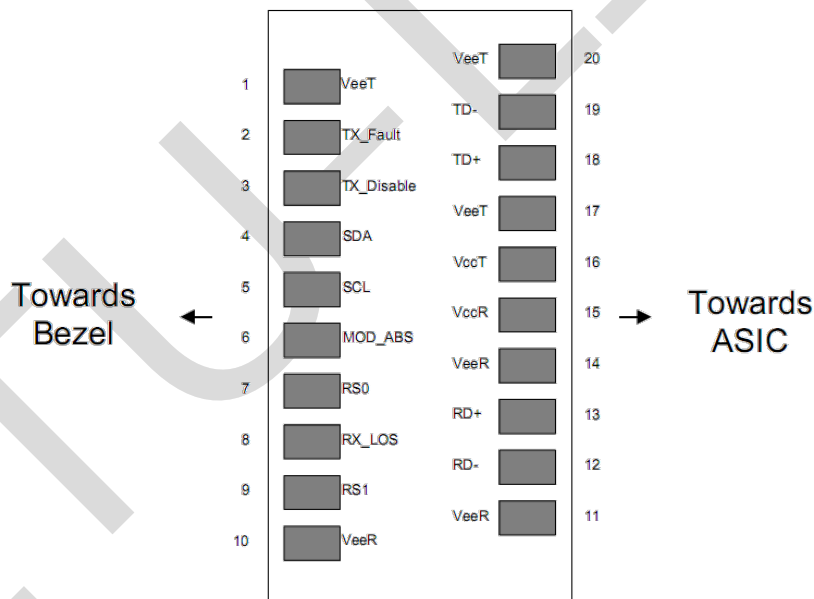 1 VeeT
2 TX_Fault
3 TX_Disable
4 SDA
5 SCL
6 MOD_ABS
7 RS0
8 RX_LOS
9 RS1
10 VeeR
VeeT 20
TD- 19
TD+ 18
VeeT 17
VccT 16
VccR 15
VeeR 14
RD+ 13
RD- 12
VeeR 11
Towards
Bezel
Towards
ASIC